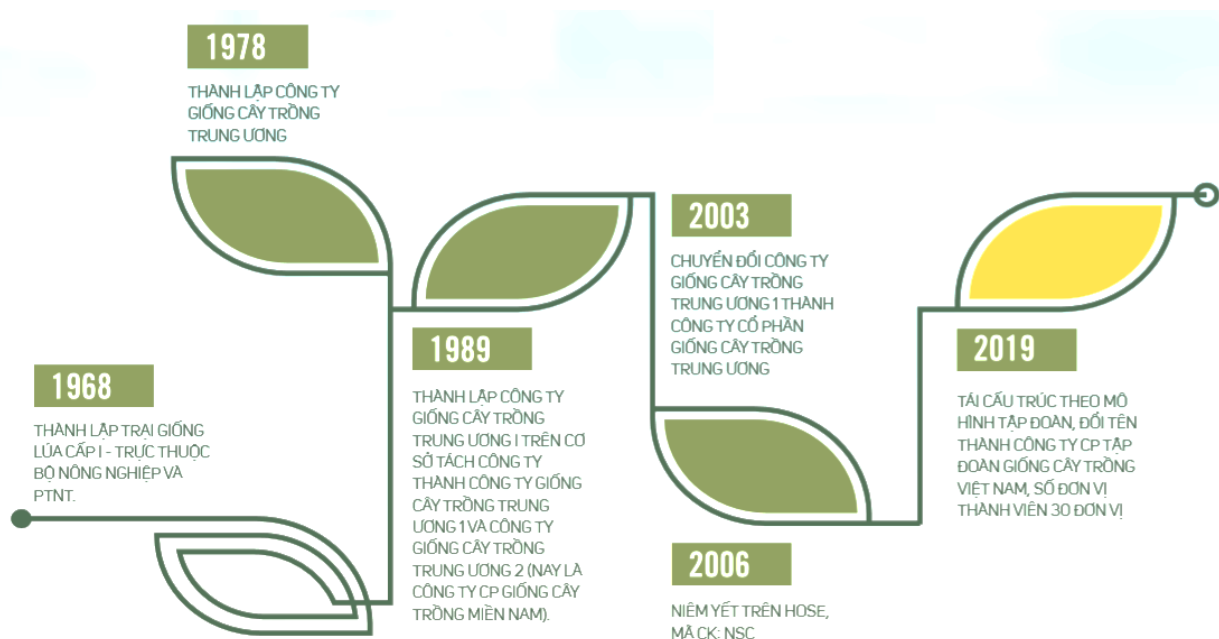 1968
THÀNH LẬP TRẠI GIỐNG
LÚA CẤP I - TRỰC THUỘC
BỘ NÔNG NGHIỆP VÀ
PTNT.
1978
THÀNH LẬP CÔNG TY
GIỐNG CÂY TRỒNG
TRUNG ƯƠNG
1989
THÀNH LẬP CÔNG TY
GIỐNG CÂY TRỒNG
TRUNG ƯƠNG I TRÊN CƠ
SỞ TÁCH CÔNG TY
THÀNH CÔNG TY GIỐNG
CÂY TRỒNG TRUNG
ƯƠNG 1 VÀ CÔNG TY
GIỐNG CÂY TRỒNG
TRUNG ƯƠNG 2 (NAY LÀ
CÔNG TY CP GIỐNG CÂY
TRỒNG MIỀN NAM).
2003
CHUYỂN ĐỔI CÔNG TY
GIỐNG CÂY TRỒNG
TRUNG ƯƠNG 1 THÀNH
CÔNG TY CỔ PHẦN
GIỐNG CÂY TRỒNG
TRUNG ƯƠNG
2006
NIÊM YẾT TRÊN HOSE,
MÃ CK: NSC
2019
TÁI CẤU TRÚC THEO MÔ
HÌNH TẬP ĐOÀN, ĐỔI TÊN
THÀNH CÔNG TY CP TẬP
ĐOÀN GIỐNG CÂY TRỒNG
VIỆT NAM, SỐ ĐƠN VỊ
THÀNH VIÊN 30 ĐƠN VỊ